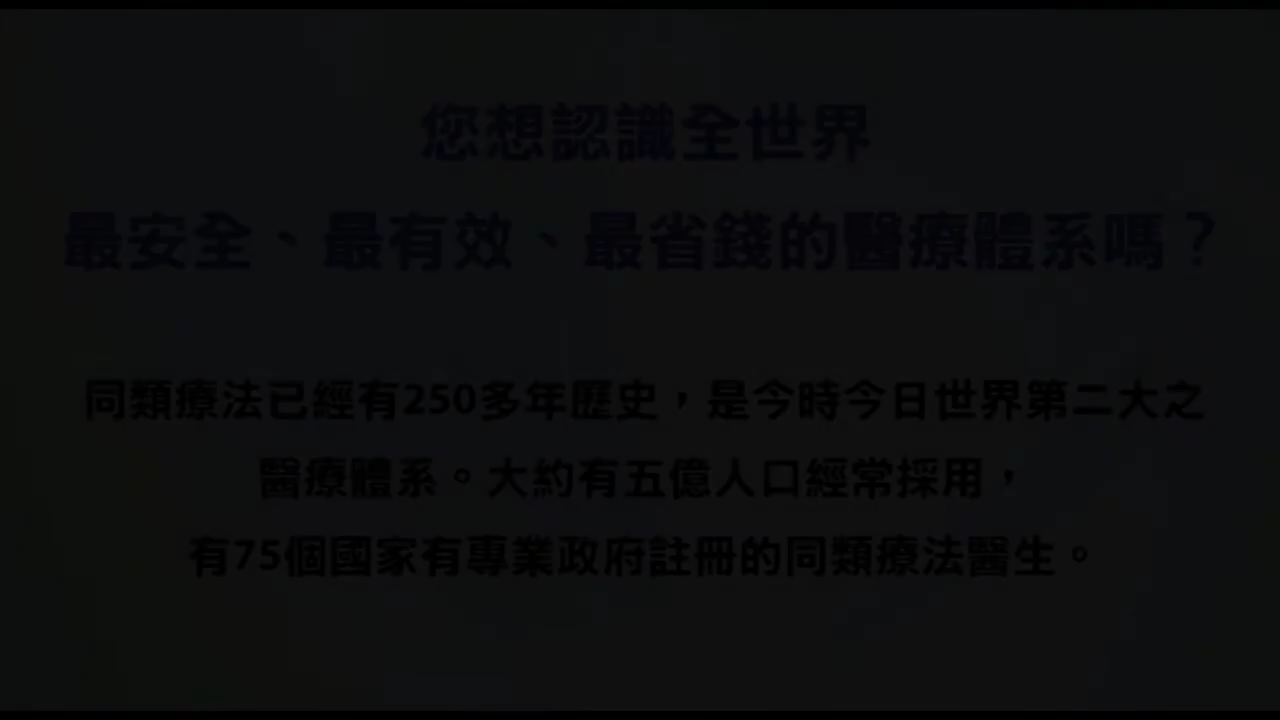 您想認識全世界
最安全、最有效、最省錢的醫療體系嗎？
同類療法已經有250多年歷史，是今時今日世界第二大之
醫療體系。大約有五億人口經常採用，
有75個國家有專業政府註冊的同類療法醫生。